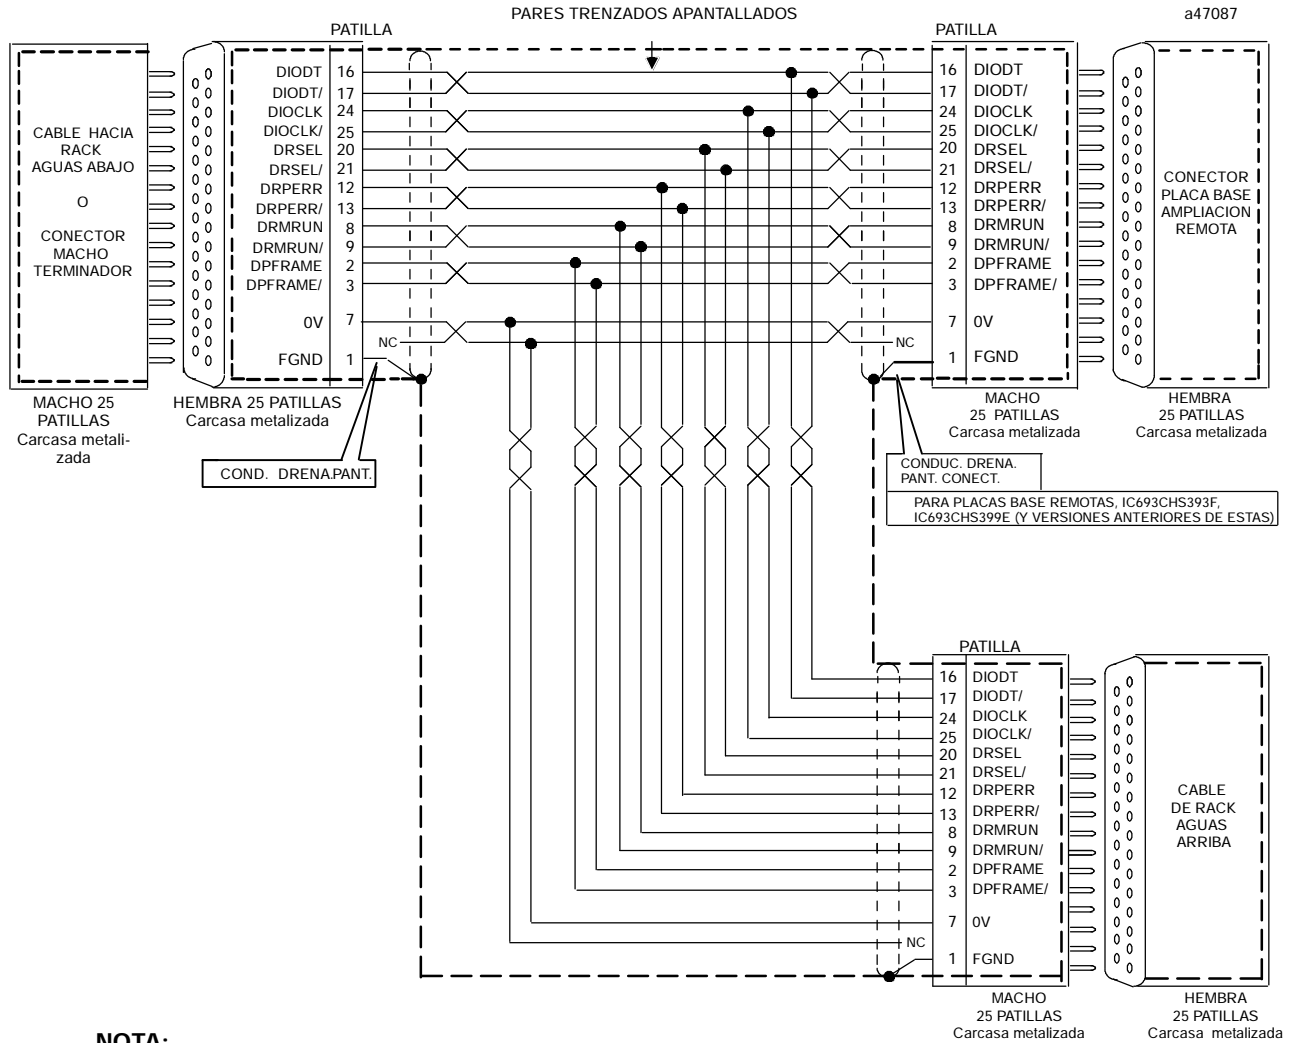 PARES TRENZADOS APANTALLADOS
a47087
PATILLA
PATILLA
CABLE HACIA
RACK
AGUAS ABAJO
O
CONECTOR
MACHO
TERMINADOR
DIODT 16
DIODT/ 17
DIOCLK 24
DIOCLK/ 25
DRSEL 20
DRSEL/ 21
DRPERR 12
DRPERR/ 13
DRMRUN 8
DRMRUN/ 9
DPFRAME 2
DPFRAME/ 3
0V 7
NC
FGND 1
16 DIODT
17 DIODT/
24 DIOCLK
25 DIOCLK/
20 DRSEL
21 DRSEL/
12 DRPERR
13 DRPERR/
8 DRMRUN
9 DRMRUN/
2 DPFRAME
3 DPFRAME/
7 0V
NC
1 FGND
CONECTOR
PLACA BASE
AMPLIACION
REMOTA
MACHO 25
PATILLAS
Carcasa metali-
zada
HEMBRA 25 PATILLAS
Carcasa metalizada
MACHO
25 PATILLAS
Carcasa metalizada
HEMBRA
25 PATILLAS
Carcasa metalizada
COND. DRENA.PANT.
CONDUC. DRENA.
PANT. CONECT.
PARA PLACAS BASE REMOTAS, IC693CHS393F,
IC693CHS399E (Y VERSIONES ANTERIORES DE ESTAS)
PATILLA
16 DIODT
17 DIODT/
24 DIOCLK
25 DIOCLK/
20 DRSEL
21 DRSEL/
12 DRPERR
13 DRPERR/
8 DRMRUN
9 DRMRUN/
2 DPFRAME
3 DPFRAME/
7 0V
NC
1 FGND
CABLE
DE RACK
AGUAS
ARRIBA
MACHO
25 PATILLAS
Carcasa metalizada
HEMBRA
25 PATILLAS
Carcasa metalizada
NOTA: